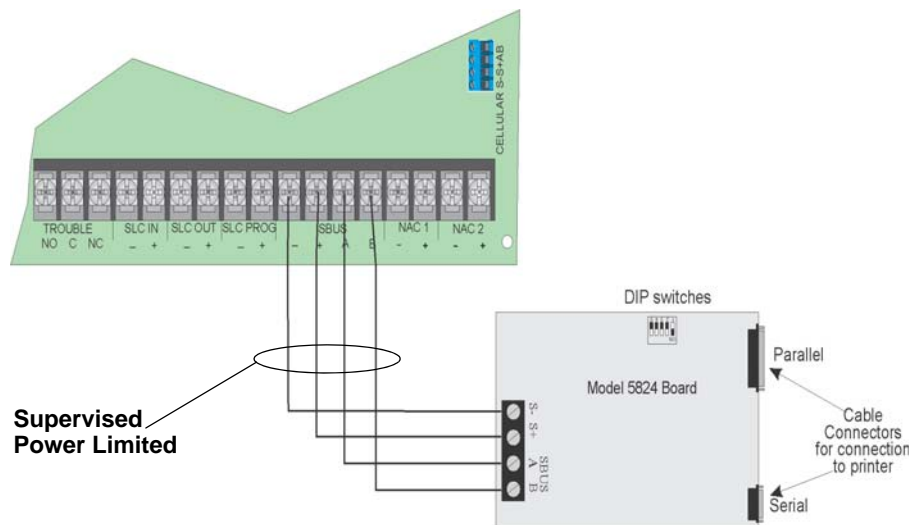 CELLULAR S-S+AB
TROUBLE SLC IN SLC OUT SLC PROG SBUS NAC 1 NAC 2
NO C NC – + – + – + – + A B - + - +
DIP switches
Parallel
Model 5824 Board
Cable
Connectors
for connection
to printer
Serial
S- S+ A B
SBUS
Supervised
Power Limited